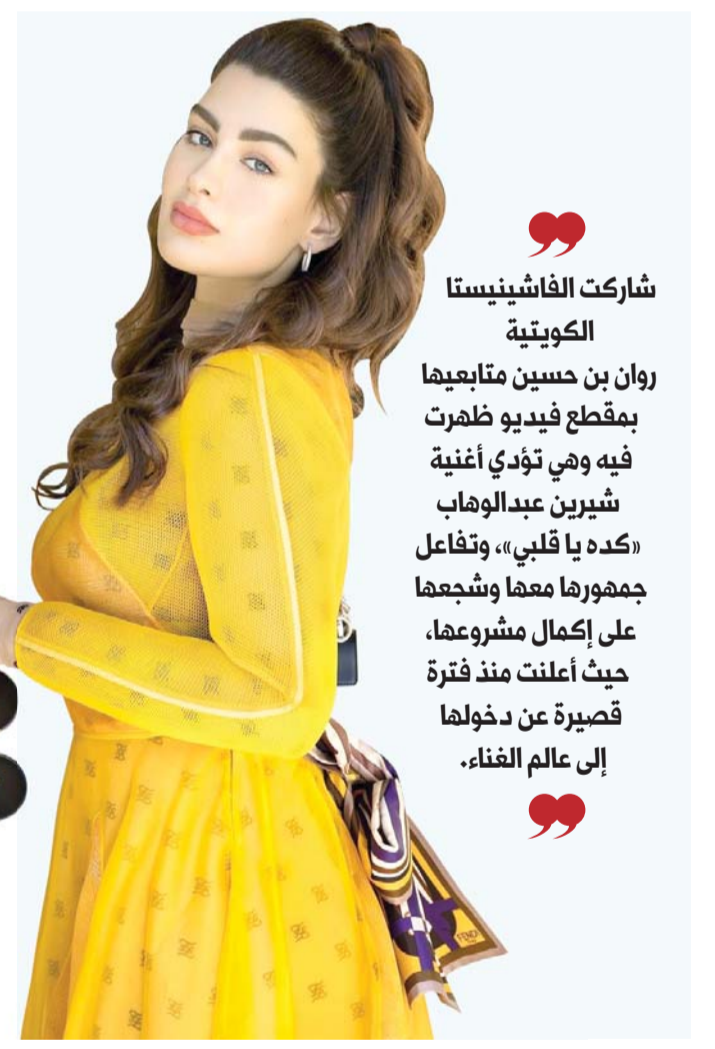 شاركت الفاشينيستا
الكويتية
روان بن حسين متابعيها
بمقطع فيديو ظهرت
فيه وهي تؤدي أغنية
شيرين عبدالوهاب
«كده يا قلبي»، وتفاعل
جمهورها معها وشجعها
على إكمال مشروعها،
حيث أعلنت منذ فترة
قصيرة عن دخولها
إلى عالم الغناء.
FENDI